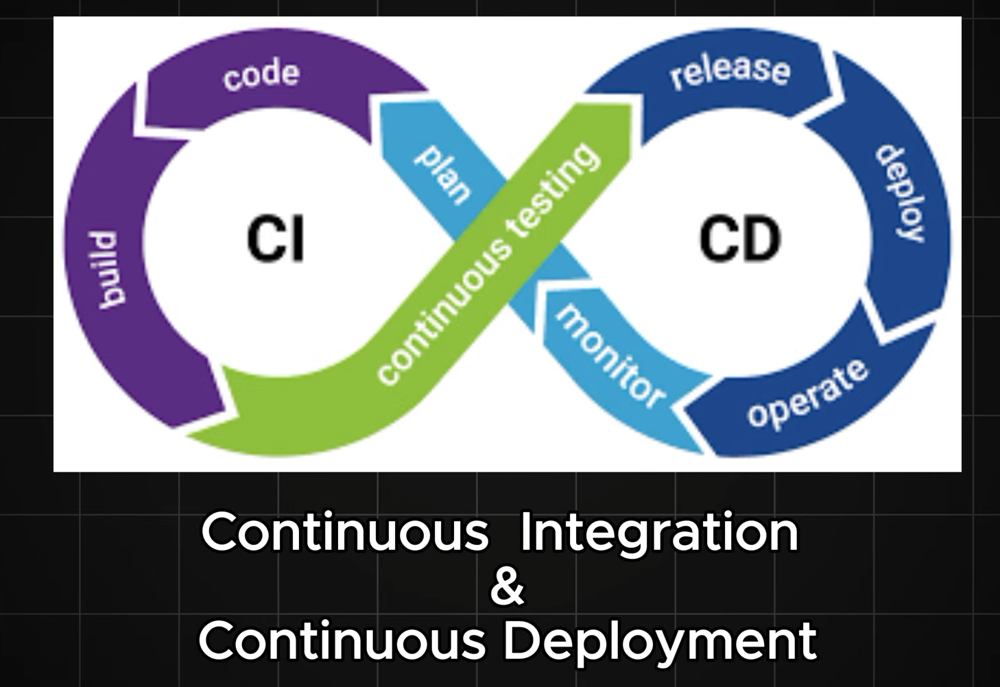 code
release
plan
continuous testing
deploy
CI
CD
build
monitor
operate
Continuous Integration
&
Continuous Deployment